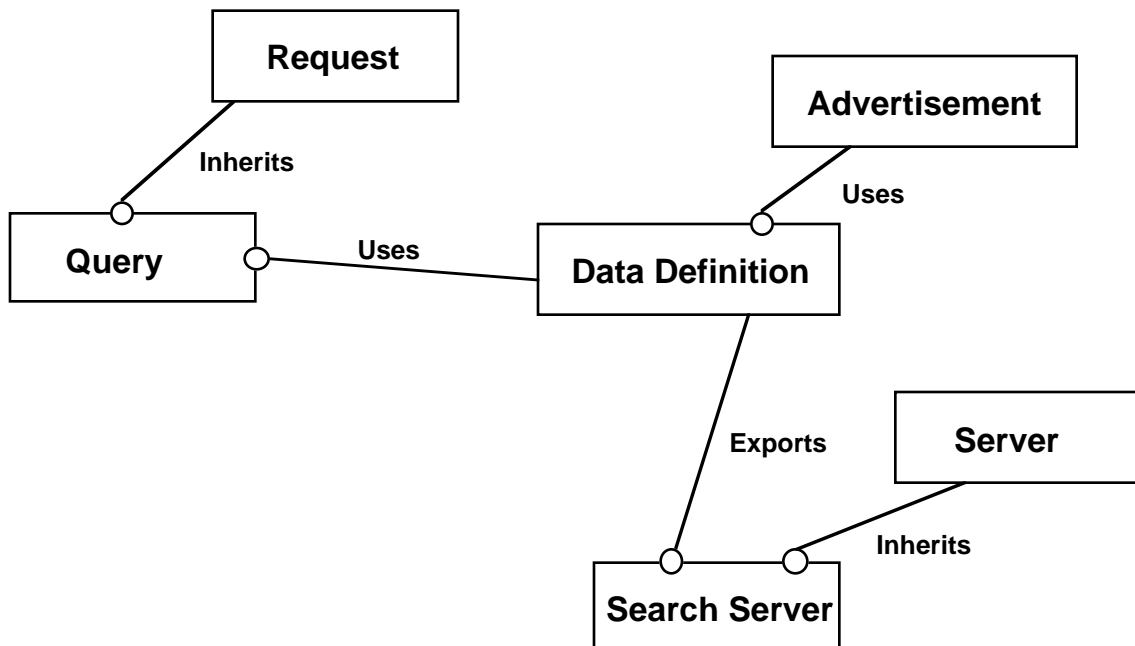 Request
Advertisement
Inherits
Uses
Query
Uses
Data Definition
Exports
Server
Inherits
Search Server